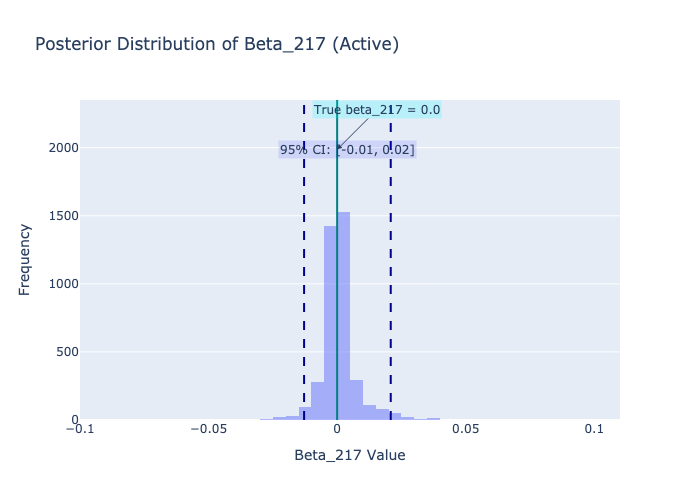 Posterior Distribution of Beta_217 (Active)
True beta_217 = 0.0
95% CI: [-0.01, 0.02]
2000
1500
1000
500
0
Frequency
−0.1
−0.05
0
0.05
0.1
Beta_217 Value